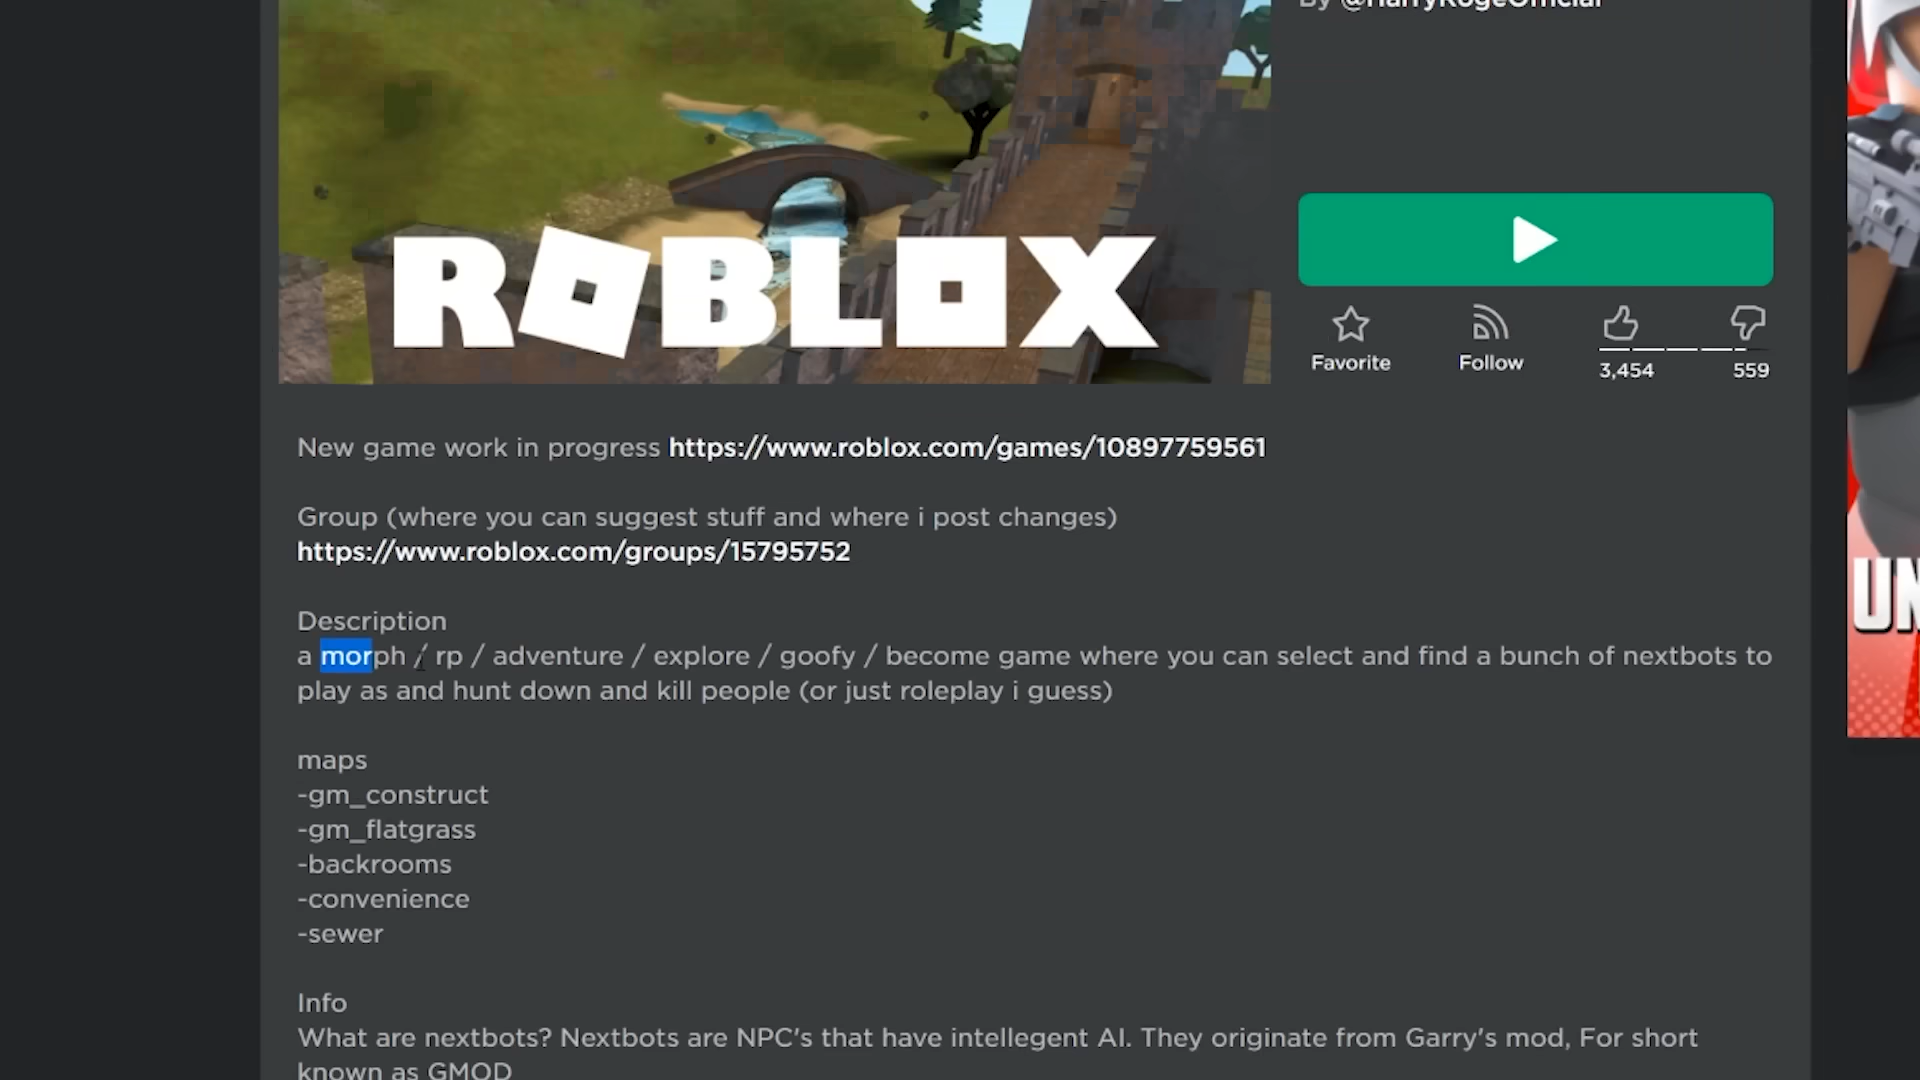 By @HarryRogeOfficial
ROBLOX
Favorite
Follow
3,454
559
New game work in progress https://www.roblox.com/games/10897759561
Group (where you can suggest stuff and where i post changes)
https://www.roblox.com/groups/15795752
Description
a morph / rp / adventure / explore / goofy / become game where you can select and find a bunch of nextbots to
play as and hunt down and kill people (or just roleplay i guess)
maps
-gm_construct
-gm_flatgrass
-backrooms
-convenience
-sewer
Info
What are nextbots? Nextbots are NPC's that have intellegent AI. They originate from Garry's mod, For short
known as GMOD
UN